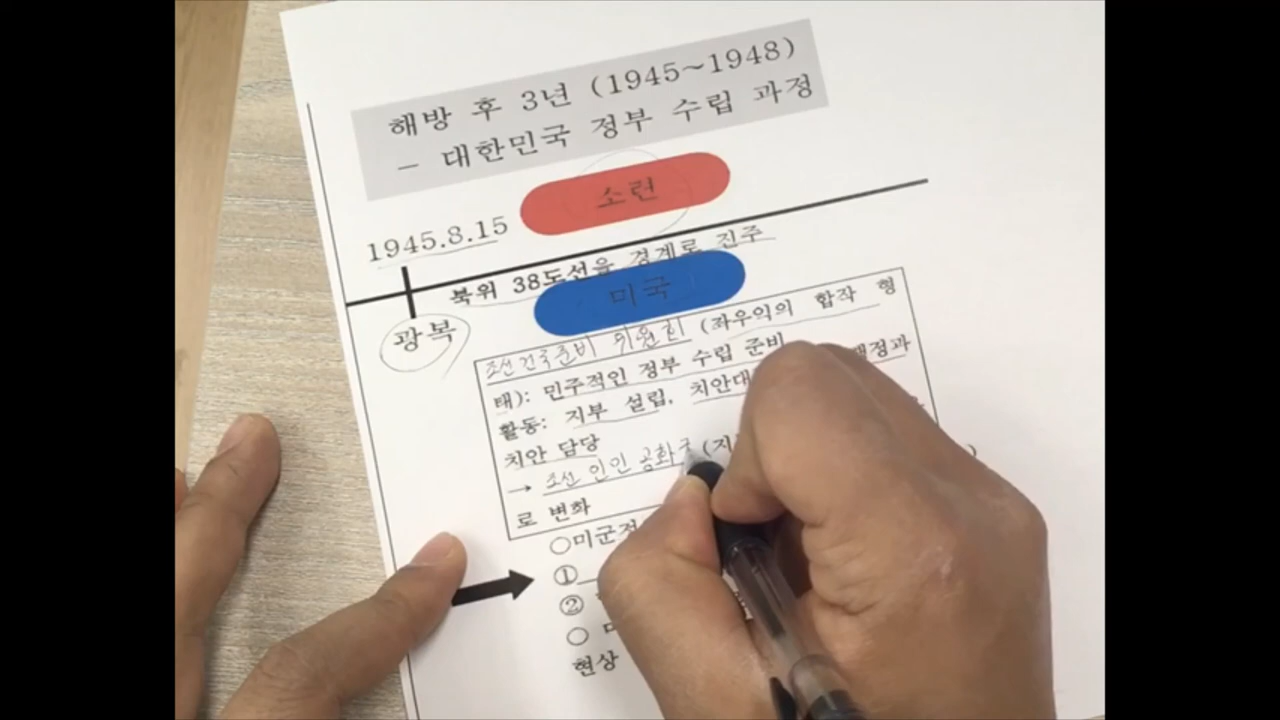 해방 후 3년 (1945~1948)
- 대한민국 정부 수립 과정
소련
1945.8.15
북위 38도선을 경계로 진주
미국
광복
조선건국준비 위원회 (좌우익의 합작 형
태): 민주적인 정부 수립 준비
활동: 지부 설립, 치안대
치안 담당
→ 조선 인민 공화국
로 변화
○미군정
①
②
○
현상